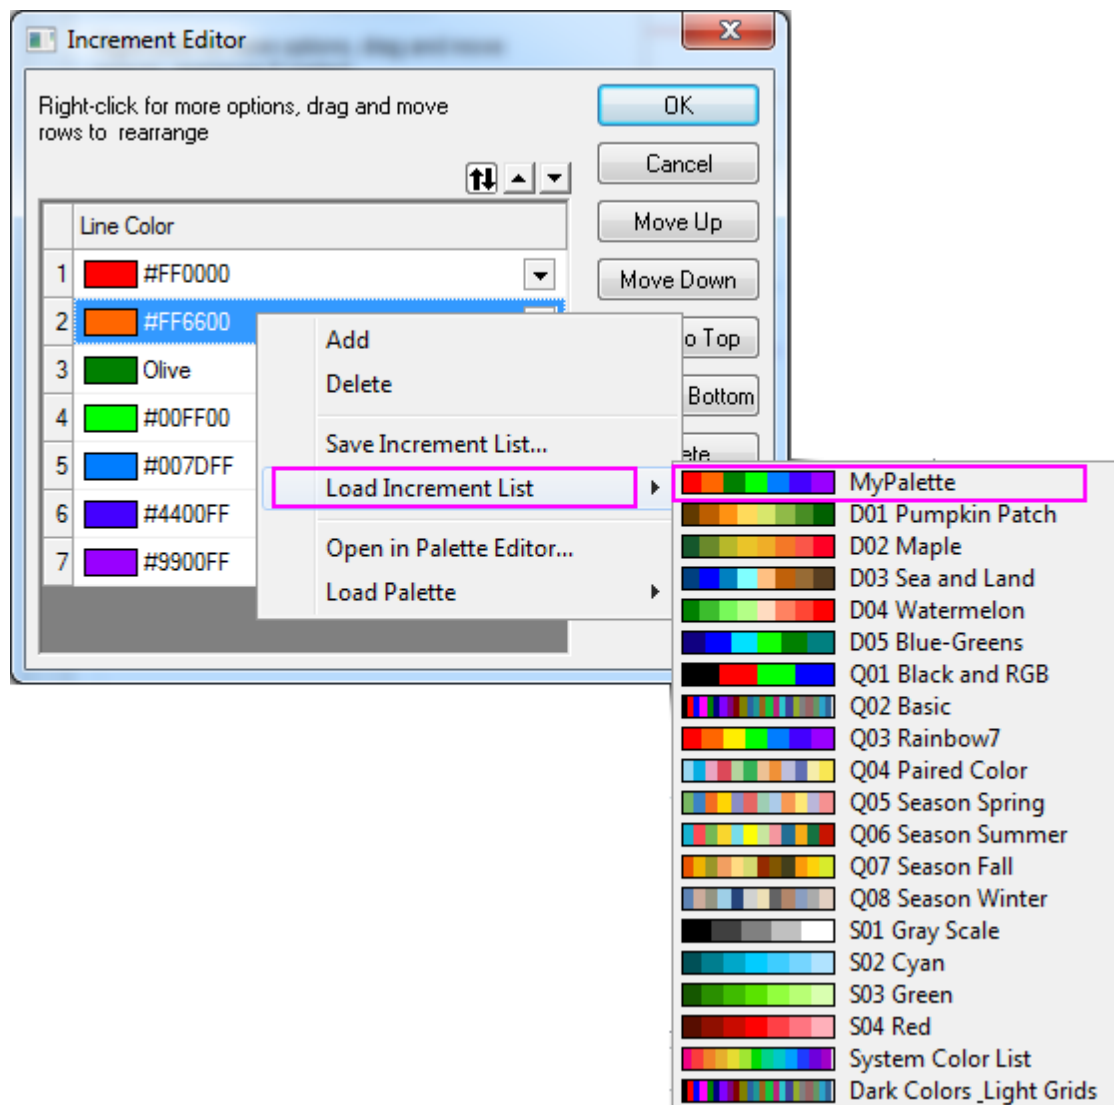 Increment Editor
Right-click for more options, drag and move
rows to rearrange
OK
Cancel
Move Up
Move Down
o Top
Bottom
ete
Line Color
1 #FF0000
2 #FF6600
3 Olive
4 #00FF00
5 #007DFF
6 #4400FF
7 #9900FF
Add
Delete
Save Increment List...
Load Increment List
Open in Palette Editor...
Load Palette
MyPalette
D01 Pumpkin Patch
D02 Maple
D03 Sea and Land
D04 Watermelon
D05 Blue-Greens
Q01 Black and RGB
Q02 Basic
Q03 Rainbow7
Q04 Paired Color
Q05 Season Spring
Q06 Season Summer
Q07 Season Fall
Q08 Season Winter
S01 Gray Scale
S02 Cyan
S03 Green
S04 Red
System Color List
Dark Colors_Light Grids